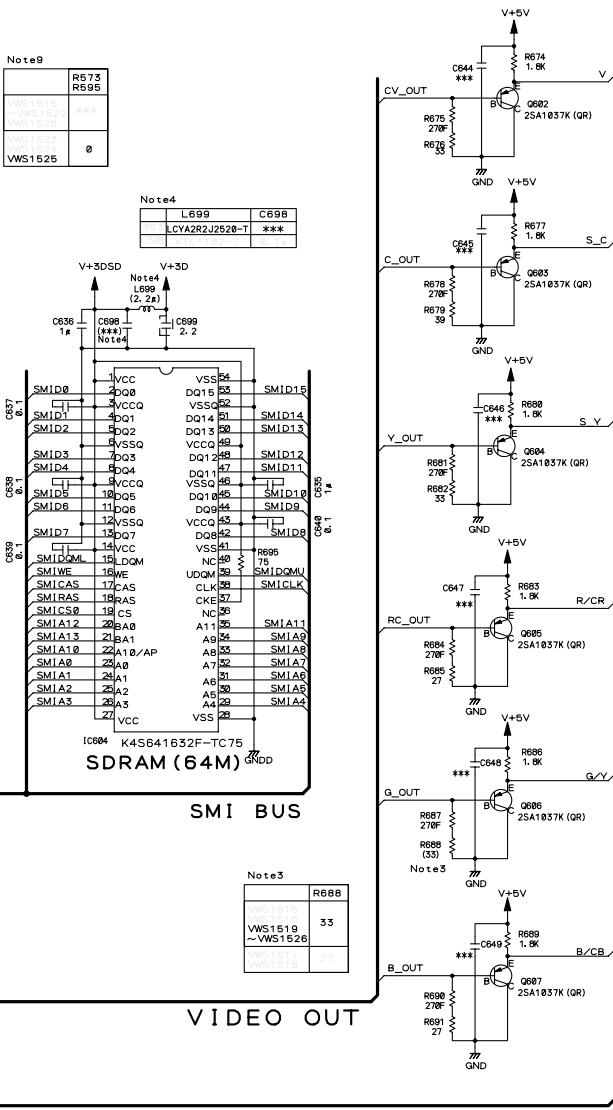 Note9
R573
R595
VWS1515
~VWS1522
VWS1526
***
VWS1523
VWS1524
VWS1525
0
Note4
L699
C698
LCYA2R2J2520-T
***
VTL1102-T
0.1μ
V+3DSD
Note4
V+3D
L699
(2.2μ)
C636
1μ
C698
(***)
Note4
C699
2.2
1 VCC VSS 54
SMID0 2 DQ0 DQ15 53 SMID15
C637
0.1
3 VCCQ VSSQ 52
SMID1 4 DQ1 DQ14 51 SMID14
SMID2 5 DQ2 DQ13 50 SMID13
6 VSSQ VCCQ 49
SMID3 7 DQ3 DQ12 48 SMID12
SMID4 8 DQ4 DQ11 47 SMID11
C638
0.1
9 VCCQ VSSQ 46
C635
1μ
SMID5 10 DQ5 DQ10 45 SMID10
SMID6 11 DQ6 DQ9 44 SMID9
12 VSSQ VCCQ 43
C640
0.1
SMID7 13 DQ7 DQ8 42 SMID8
C639
0.1
14 VCC VSS 41
R695
75
SMIDQML 15 LDQM NC 40
SMIWE 16 WE UDQM 39 SMIDQMU
SMICAS 17 CAS CLK 38 SMICLK
SMIRAS 18 RAS CKE 37
SMICS0 19 CS NC 36
SMIA12 20 BA0 A11 35 SMIA11
SMIA13 21 BA1 A9 34 SMIA9
SMIA10 22 A10/AP A8 33 SMIA8
SMIA0 23 A0 A7 32 SMIA7
SMIA1 24 A1 A6 31 SMIA6
SMIA2 25 A2 A5 30 SMIA5
SMIA3 26 A3 A4 29 SMIA4
27 VCC VSS 28
IC604 K4S641632F-TC75
SDRAM(64M)
GNDD
SMI BUS
Note3
R688
VWS1519
~VWS1526
33
VWS1517
VWS1518
27
VIDEO OUT
V+5V
C644
***
R674
1.8K
V
CV_OUT
E
B
C
Q602
2SA1037K(QR)
R675
270F
R676
33
GND
V+5V
C645
***
R677
1.8K
S_C
C_OUT
E
B
C
Q603
2SA1037K(QR)
R678
270F
R679
39
GND
V+5V
C646
***
R680
1.8K
S_Y
Y_OUT
E
B
C
Q604
2SA1037K(QR)
R681
270F
R682
33
GND
V+5V
C647
***
R683
1.8K
R/CR
RC_OUT
E
B
C
Q605
2SA1037K(QR)
R684
270F
R685
27
GND
V+5V
C648
***
R686
1.8K
G/Y
G_OUT
E
B
C
Q606
2SA1037K(QR)
R687
270F
R688
(33)
Note3
GND
V+5V
C649
***
R689
1.8K
B/CB
B_OUT
E
B
C
Q607
2SA1037K(QR)
R690
270F
R691
27
GND